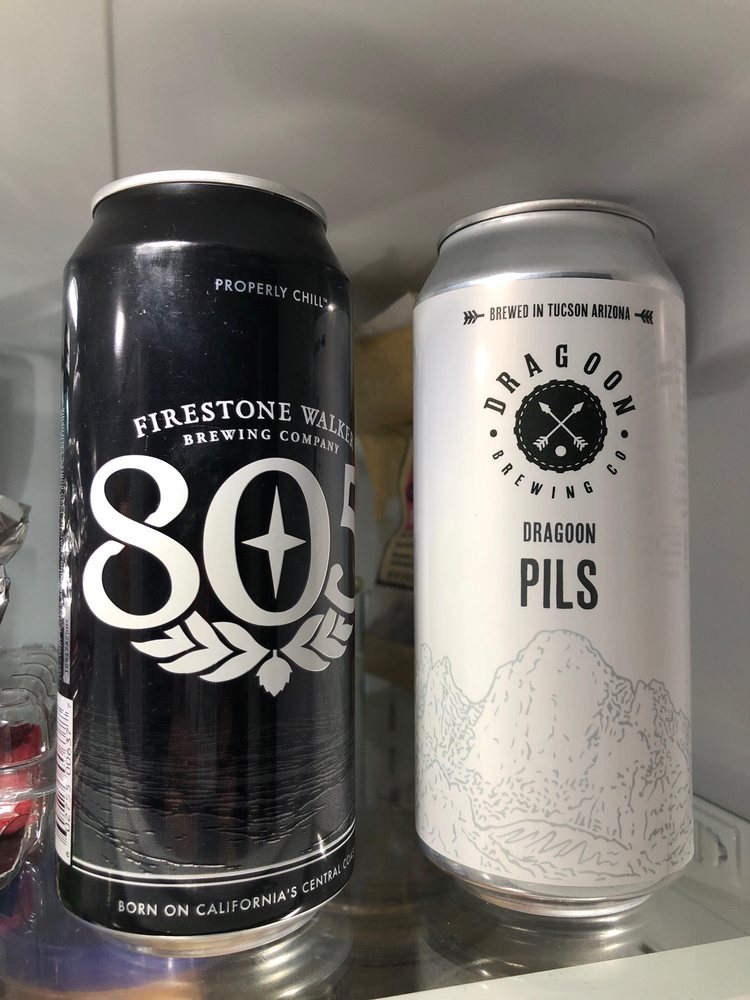 PROPERLY CHILL™
FIRESTONE WALKER
BREWING COMPANY
805
BORN ON CALIFORNIA'S CENTRAL COA
BREWED IN TUCSON ARIZONA
DRAGOON
BREWING CO
DRAGOON
PILS